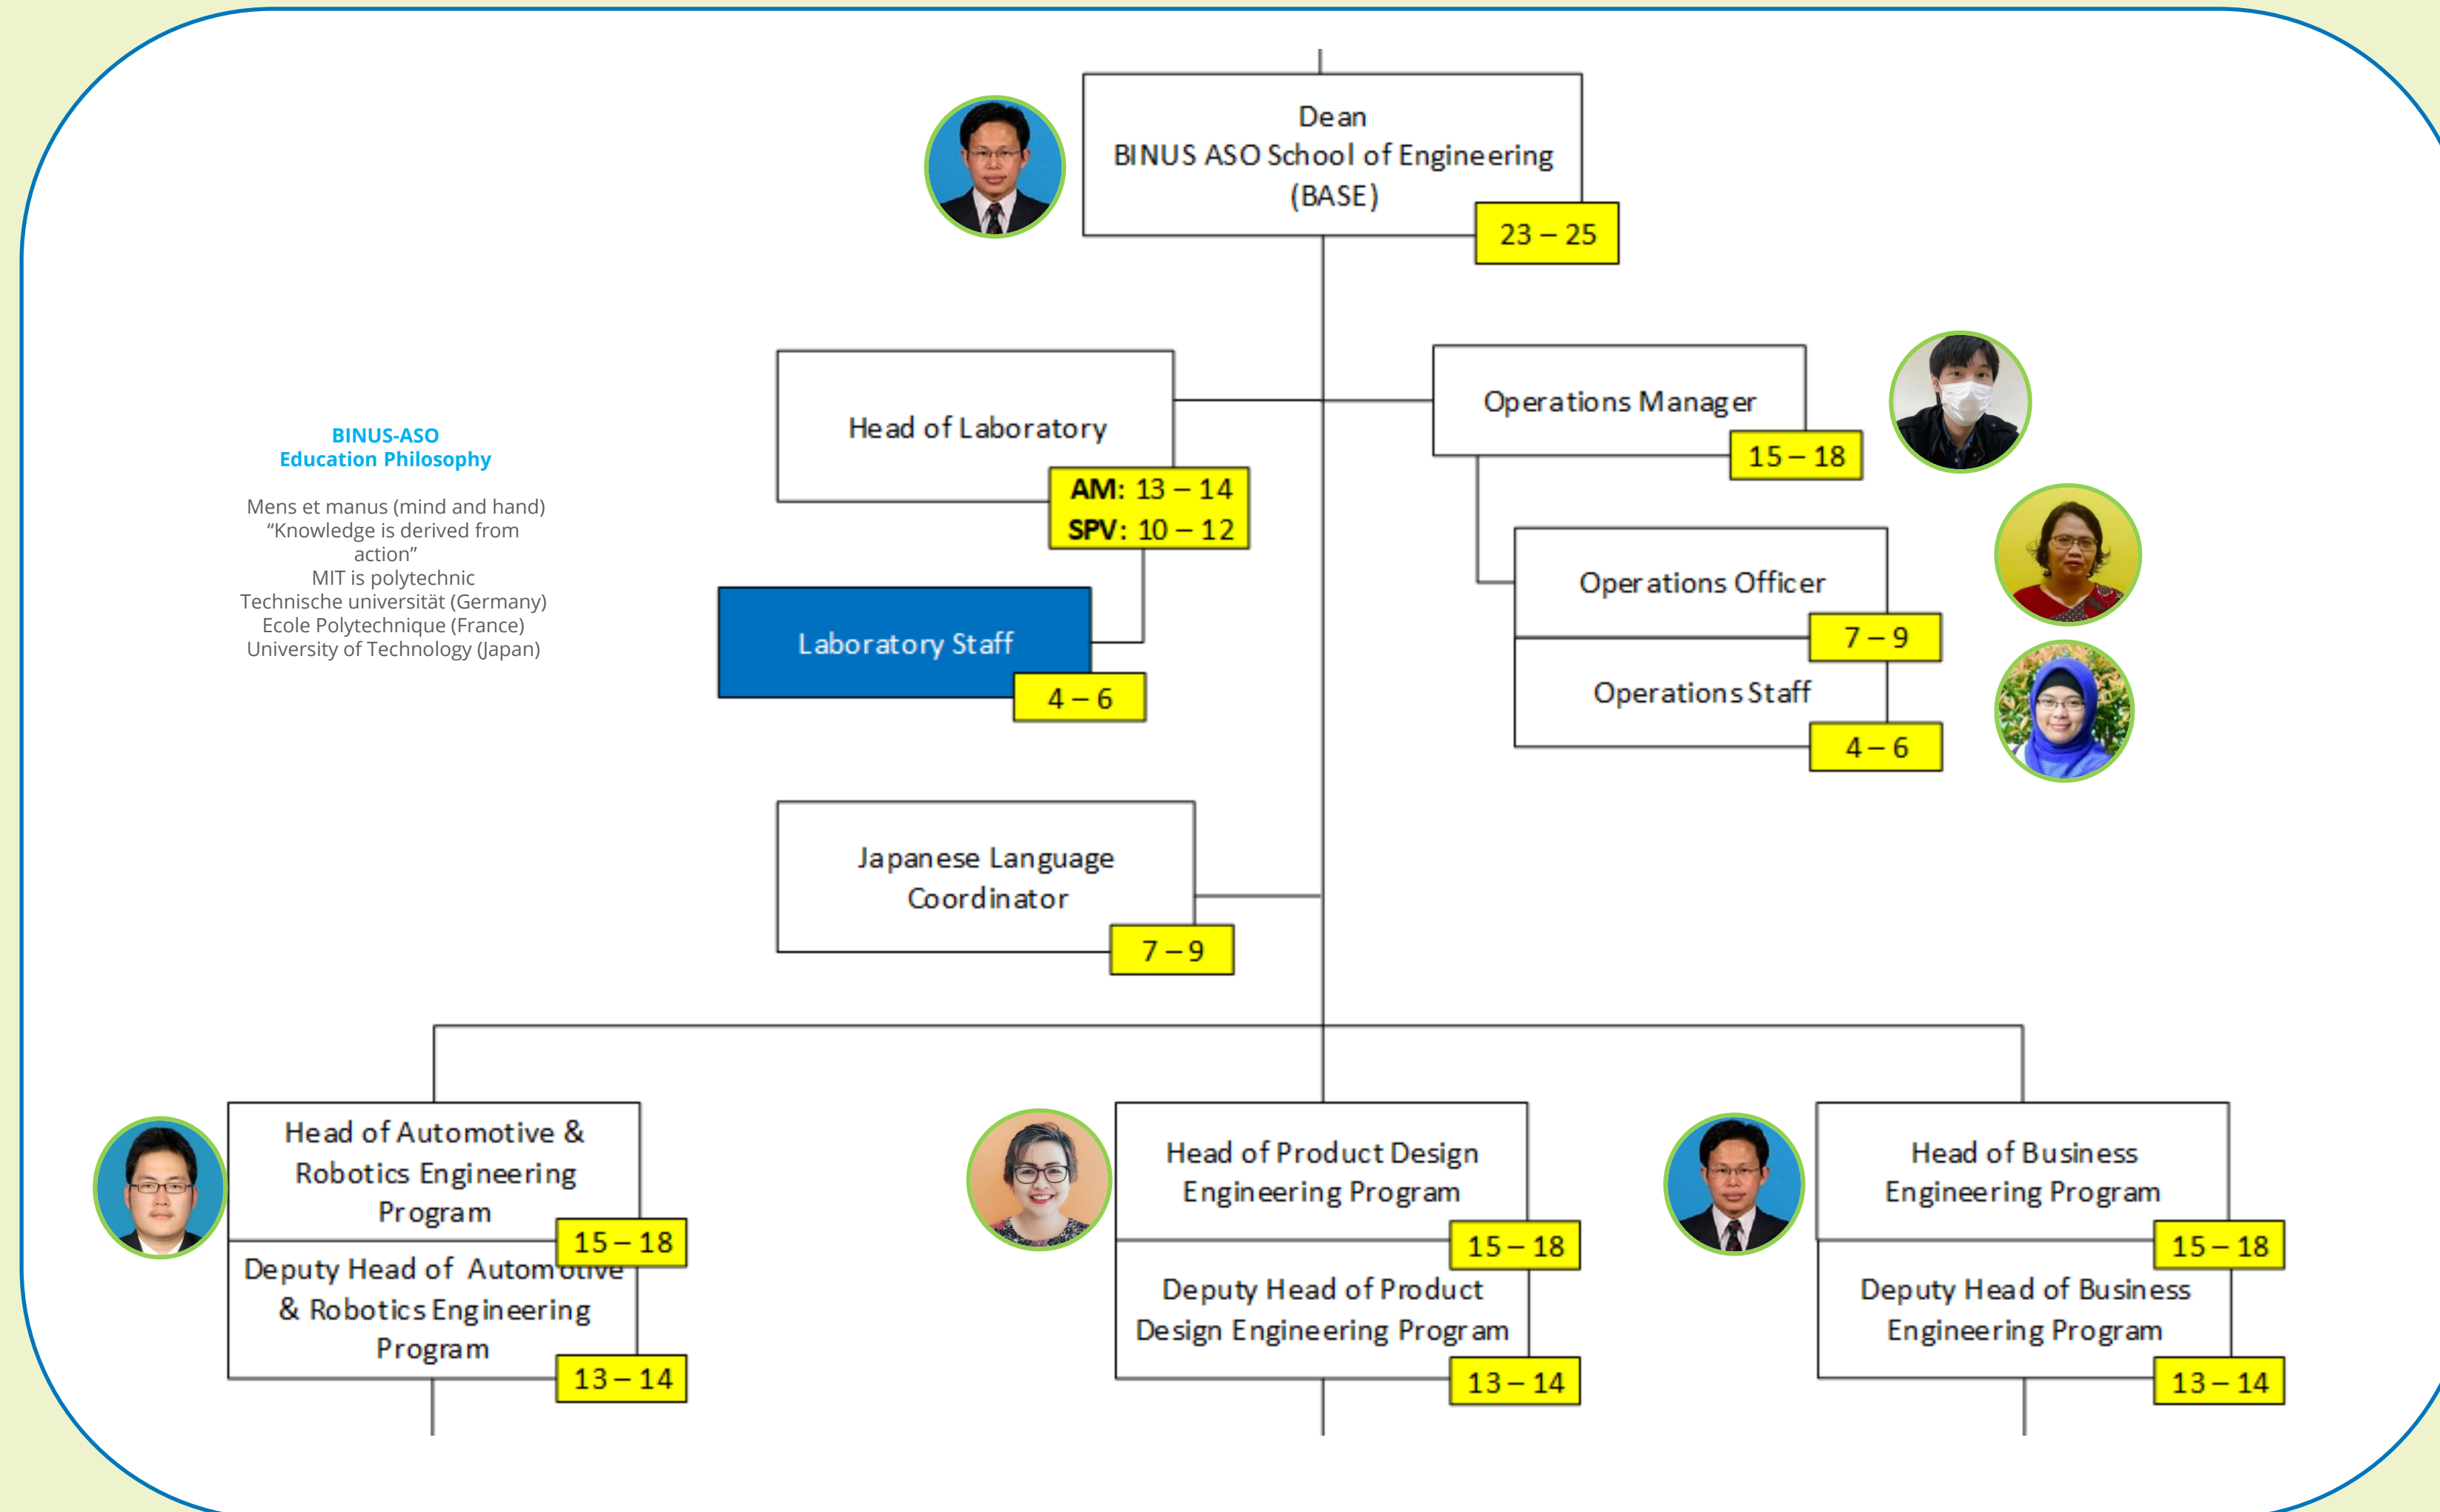 Dean
BINUS ASO School of Engineering
(BASE)
23 – 25
Head of Laboratory
AM: 13 – 14
SPV: 10 – 12
Laboratory Staff
4 – 6
Operations Manager
15 – 18
Operations Officer
7 – 9
Operations Staff
4 – 6
BINUS-ASO
Education Philosophy
Mens et manus (mind and hand)
“Knowledge is derived from
action”
MIT is polytechnic
Technische universität (Germany)
Ecole Polytechnique (France)
University of Technology (Japan)
Japanese Language
Coordinator
7 – 9
Head of Automotive &
Robotics Engineering
Program
15 – 18
Deputy Head of Automotive
& Robotics Engineering
Program
13 – 14
Head of Product Design
Engineering Program
15 – 18
Deputy Head of Product
Design Engineering Program
13 – 14
Head of Business
Engineering Program
15 – 18
Deputy Head of Business
Engineering Program
13 – 14